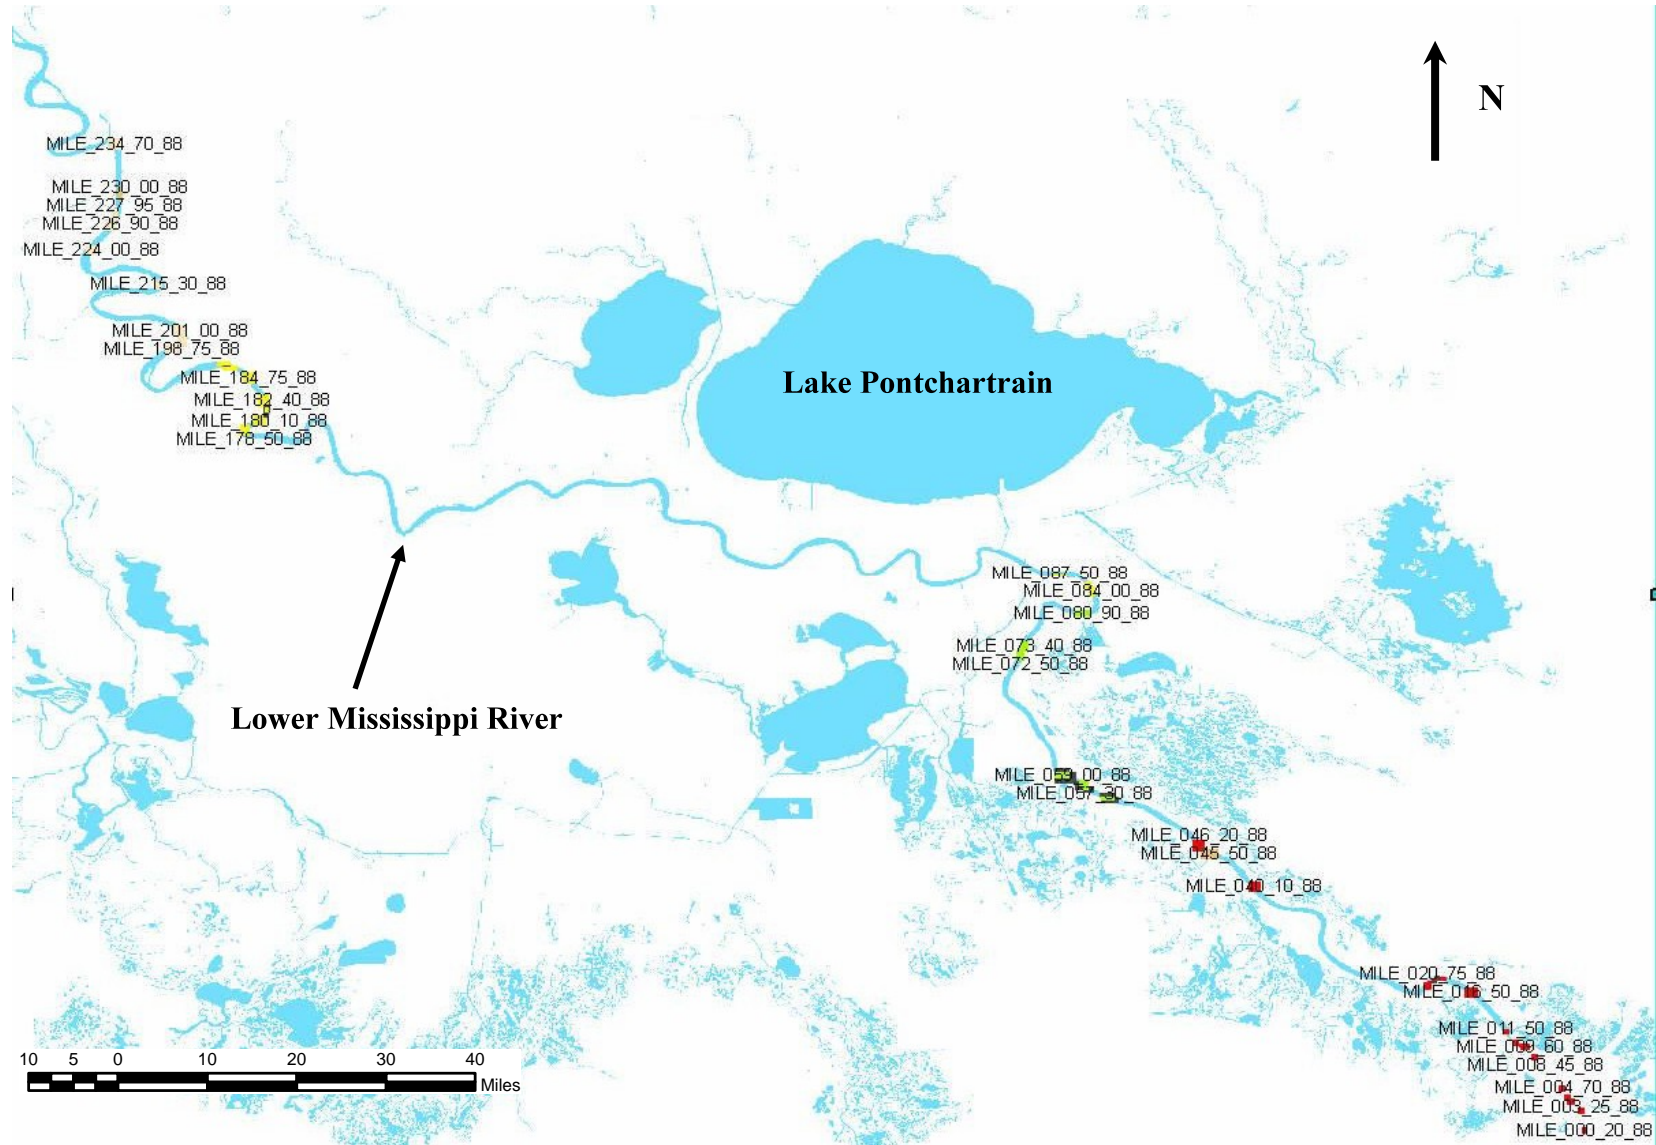 N
MILE_234_70_88
MILE_230_00_88
MILE_227_95_88
MILE_226_90_88
MILE_224_00_88
MILE_215_30_88
MILE_201_00_88
MILE_198_75_88
MILE_184_75_88
MILE_182_40_88
MILE_180_10_88
MILE_178_50_88
Lake Pontchartrain
MILE_087_50_88
MILE_084_00_88
MILE_080_90_88
MILE_073_40_88
MILE_072_50_88
Lower Mississippi River
MILE_059_00_88
MILE_057_30_88
MILE_046_20_88
MILE_045_50_88
MILE_040_10_88
MILE_020_75_88
MILE_016_50_88
MILE_011_50_88
MILE_009_60_88
MILE_008_45_88
MILE_004_70_88
MILE_003_25_88
MILE_000_20_88
10 5 0 10 20 30 40
Miles